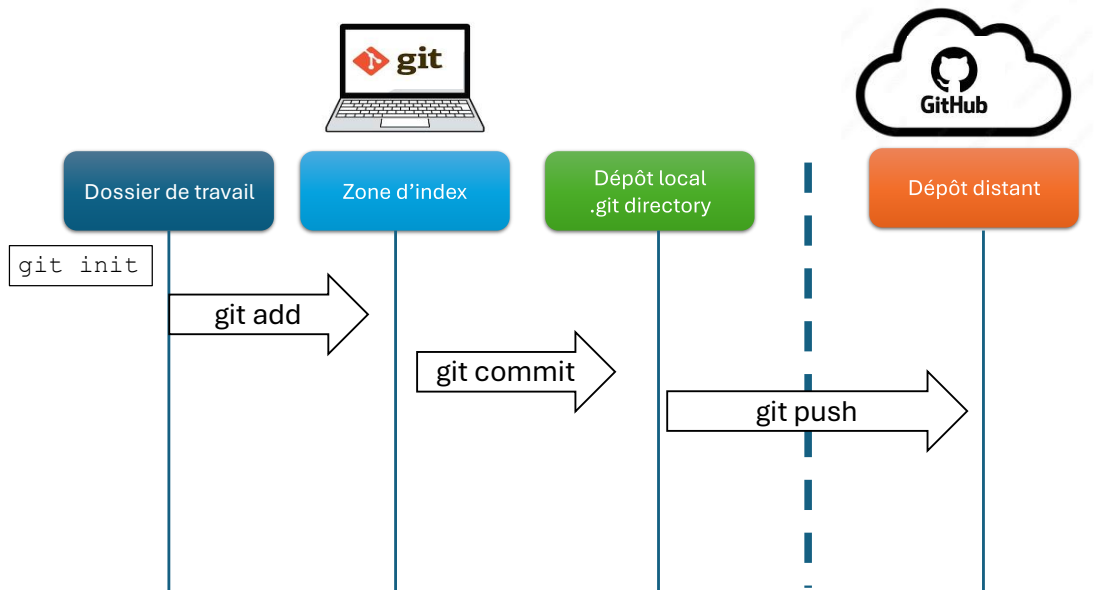 git
GitHub
Dossier de travail
Zone d’index
Dépôt local
.git directory
Dépôt distant
git init
git add
git commit
git push